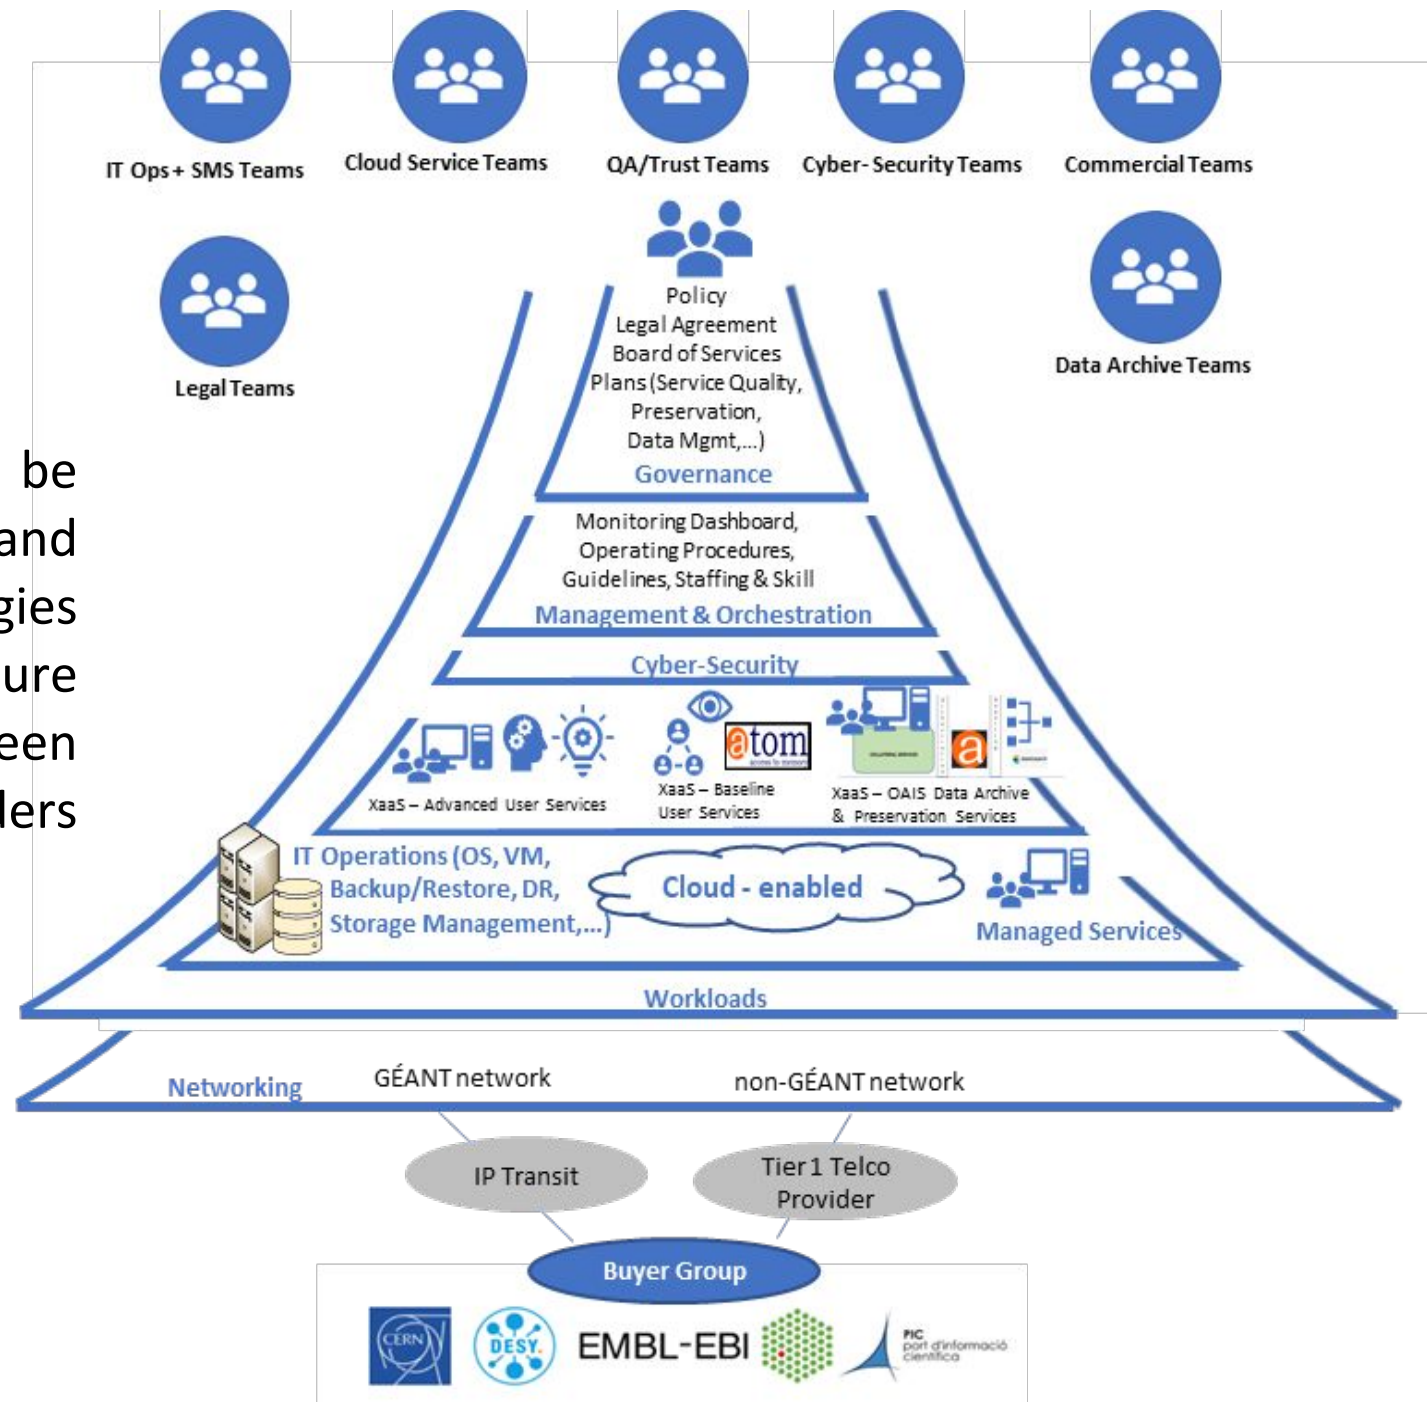 IT Ops + SMS Teams
Cloud Service Teams
QA/Trust Teams
Cyber- Security Teams
Commercial Teams
Legal Teams
Data Archive Teams
be
and
gies
ure
een
ders
Policy
Legal Agreement
Board of Services
Plans (Service Quality,
Preservation,
Data Mgmt,...)
Governance
Monitoring Dashboard,
Operating Procedures,
Guidelines, Staffing & Skill
Management & Orchestration
Cyber-Security
XaaS – Advanced User Services
atom
XaaS – Baseline
User Services
a
XaaS – OAIS Data Archive
& Preservation Services
IT Operations (OS, VM,
Backup/Restore, DR,
Storage Management,...)
Cloud - enabled
Managed Services
Workloads
Networking
GÉANT network
non-GÉANT network
IP Transit
Tier 1 Telco
Provider
Buyer Group
CERN
DESY.
EMBL-EBI
PIC
port d'informació
científica